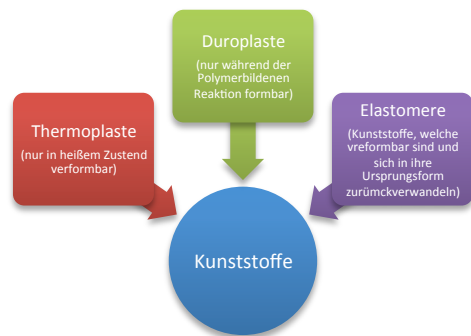 Duroplaste
(nur während der
Polymerbildenen
Reaktion formbar)
Thermoplaste
(nur in heißem Zustend
verformbar)
Elastomere
(Kunststoffe, welche
vreformbar sind und
sich in ihre
Ursprungsform
zurümckverwandeln)
Kunststoffe